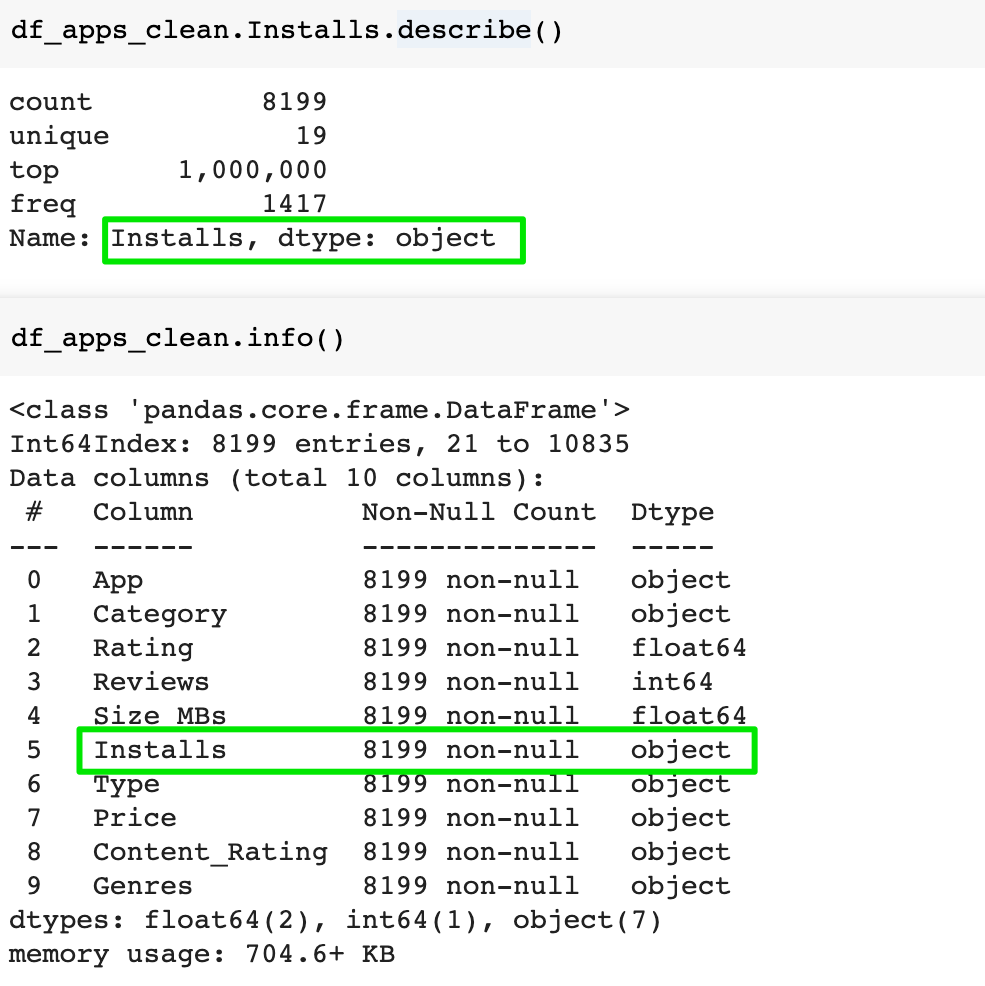 df_apps_clean.Installs.describe()
count          8199
unique           19
top       1,000,000
freq           1417
Name: Installs, dtype: object
df_apps_clean.info()
<class 'pandas.core.frame.DataFrame'>
Int64Index: 8199 entries, 21 to 10835
Data columns (total 10 columns):
 #   Column          Non-Null Count  Dtype
---  ------          --------------  -----
 0   App             8199 non-null   object
 1   Category        8199 non-null   object
 2   Rating          8199 non-null   float64
 3   Reviews         8199 non-null   int64
 4   Size_MBs        8199 non-null   float64
 5   Installs        8199 non-null   object
 6   Type            8199 non-null   object
 7   Price           8199 non-null   object
 8   Content_Rating  8199 non-null   object
 9   Genres          8199 non-null   object
dtypes: float64(2), int64(1), object(7)
memory usage: 704.6+ KB